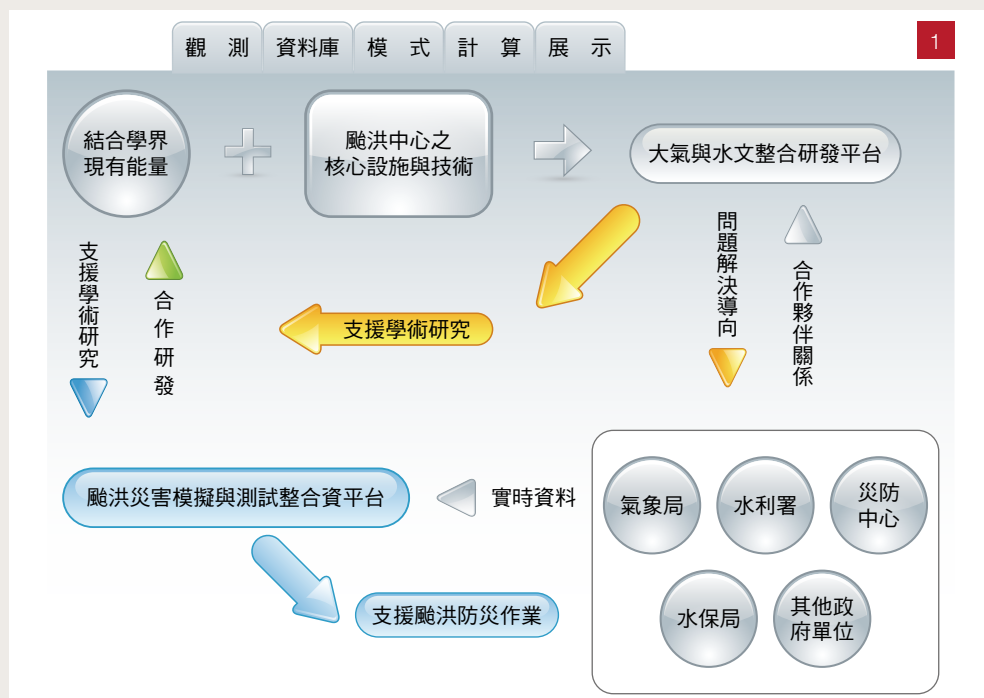 觀測
資料庫
模式
計算
展示
1
結合學界
現有能量
颱洪中心之
核心設施與技術
大氣與水文整合研發平台
支援學術研究
合作研發
支援學術研究
問題解決導向
合作夥伴關係
颱洪災害模擬與測試整合資平台
實時資料
支援颱洪防災作業
氣象局
水利署
災防
中心
水保局
其他政
府單位